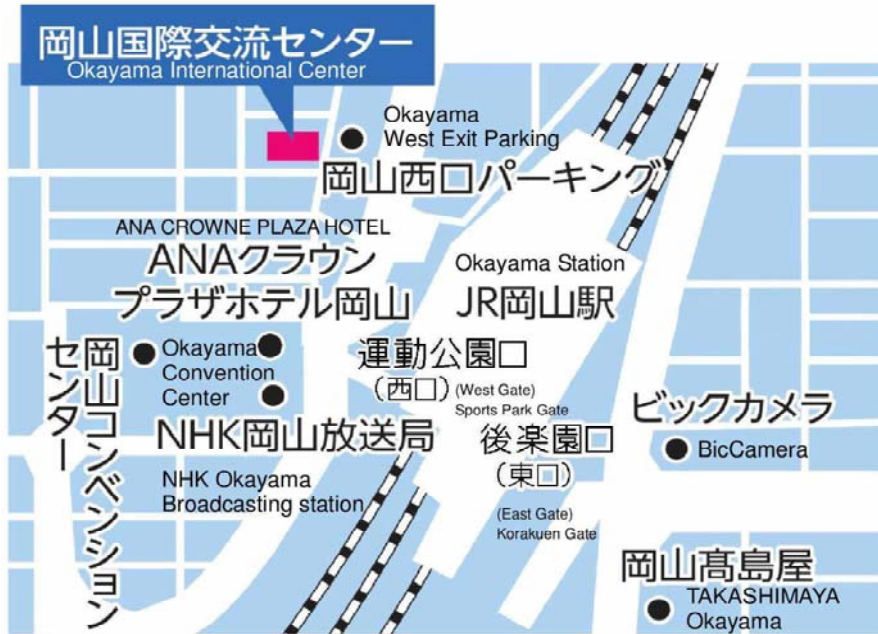 岡山国際交流センター
Okayama International Center
Okayama
West Exit Parking
岡山西口パーキング
ANA CROWNE PLAZA HOTEL
ANAクラウン
プラザホテル岡山
Okayama Station
JR岡山駅
岡山コンベンション
センター
Okayama
Convention
Center
運動公園口
(西口)
(West Gate)
Sports Park Gate
NHK岡山放送局
NHK Okayama
Broadcasting station
後楽園口
(東口)
(East Gate)
Korakuen Gate
ビックカメラ
BicCamera
岡山髙島屋
TAKASHIMAYA
Okayama